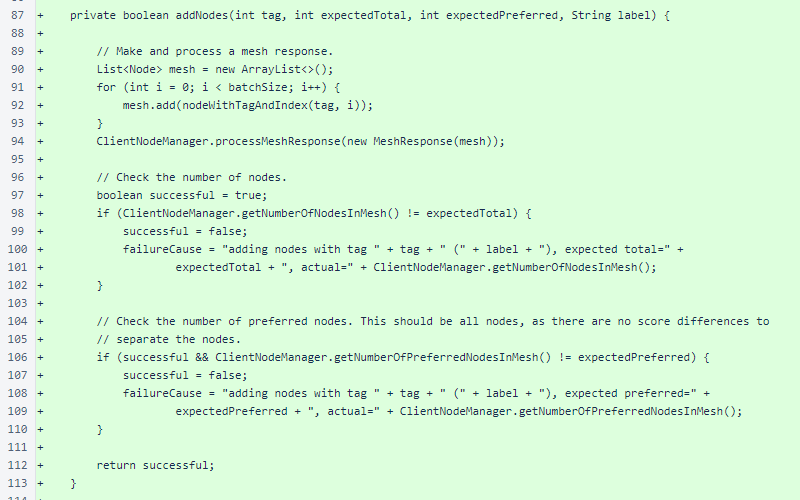 87 + private boolean addNodes(int tag, int expectedTotal, int expectedPreferred, String label) {
88 +
89 + // Make and process a mesh response.
90 + List<Node> mesh = new ArrayList<>();
91 + for (int i = 0; i < batchSize; i++) {
92 + mesh.add(nodeWithTagAndIndex(tag, i));
93 + }
94 + ClientNodeManager.processMeshResponse(new MeshResponse(mesh));
95 +
96 + // Check the number of nodes.
97 + boolean successful = true;
98 + if (ClientNodeManager.getNumberOfNodesInMesh() != expectedTotal) {
99 + successful = false;
100 + failureCause = "adding nodes with tag " + tag + " (" + label + "), expected total=" +
101 + expectedTotal + ", actual=" + ClientNodeManager.getNumberOfNodesInMesh();
102 + }
103 +
104 + // Check the number of preferred nodes. This should be all nodes, as there are no score differences to
105 + // separate the nodes.
106 + if (successful && ClientNodeManager.getNumberOfPreferredNodesInMesh() != expectedPreferred) {
107 + successful = false;
108 + failureCause = "adding nodes with tag " + tag + " (" + label + "), expected preferred=" +
109 + expectedPreferred + ", actual=" + ClientNodeManager.getNumberOfPreferredNodesInMesh();
110 + }
111 +
112 + return successful;
113 + }